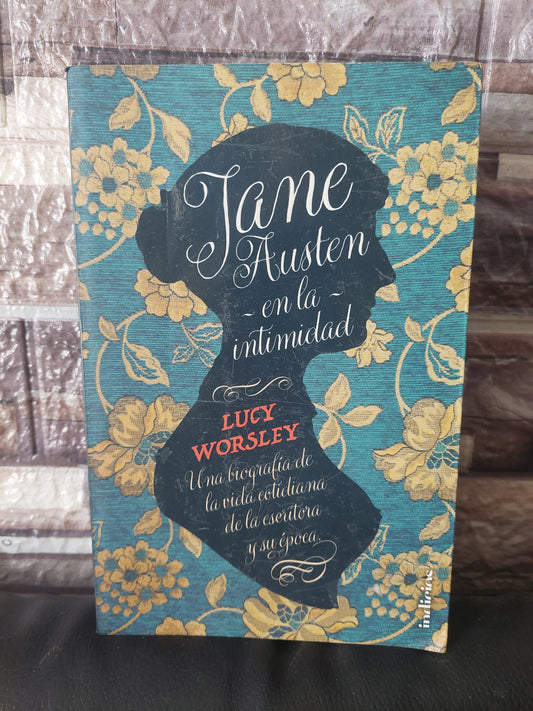 Jane
Austen
~ en la ~
intimidad
LUCY
WORSLEY
Una biografía de
la vida cotidiana
de la escritora
y su época.
indicios